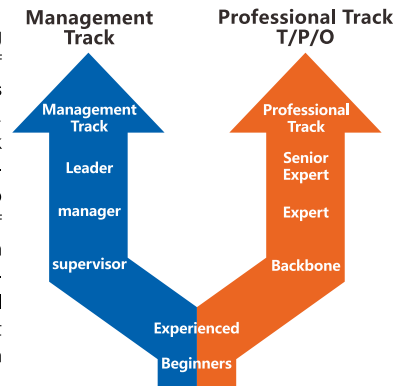 Management
Track
Professional Track
T/P/O
Management
Track
Leader
manager
supervisor
Professional
Track
Senior
Expert
Expert
Backbone
Experienced
Beginners